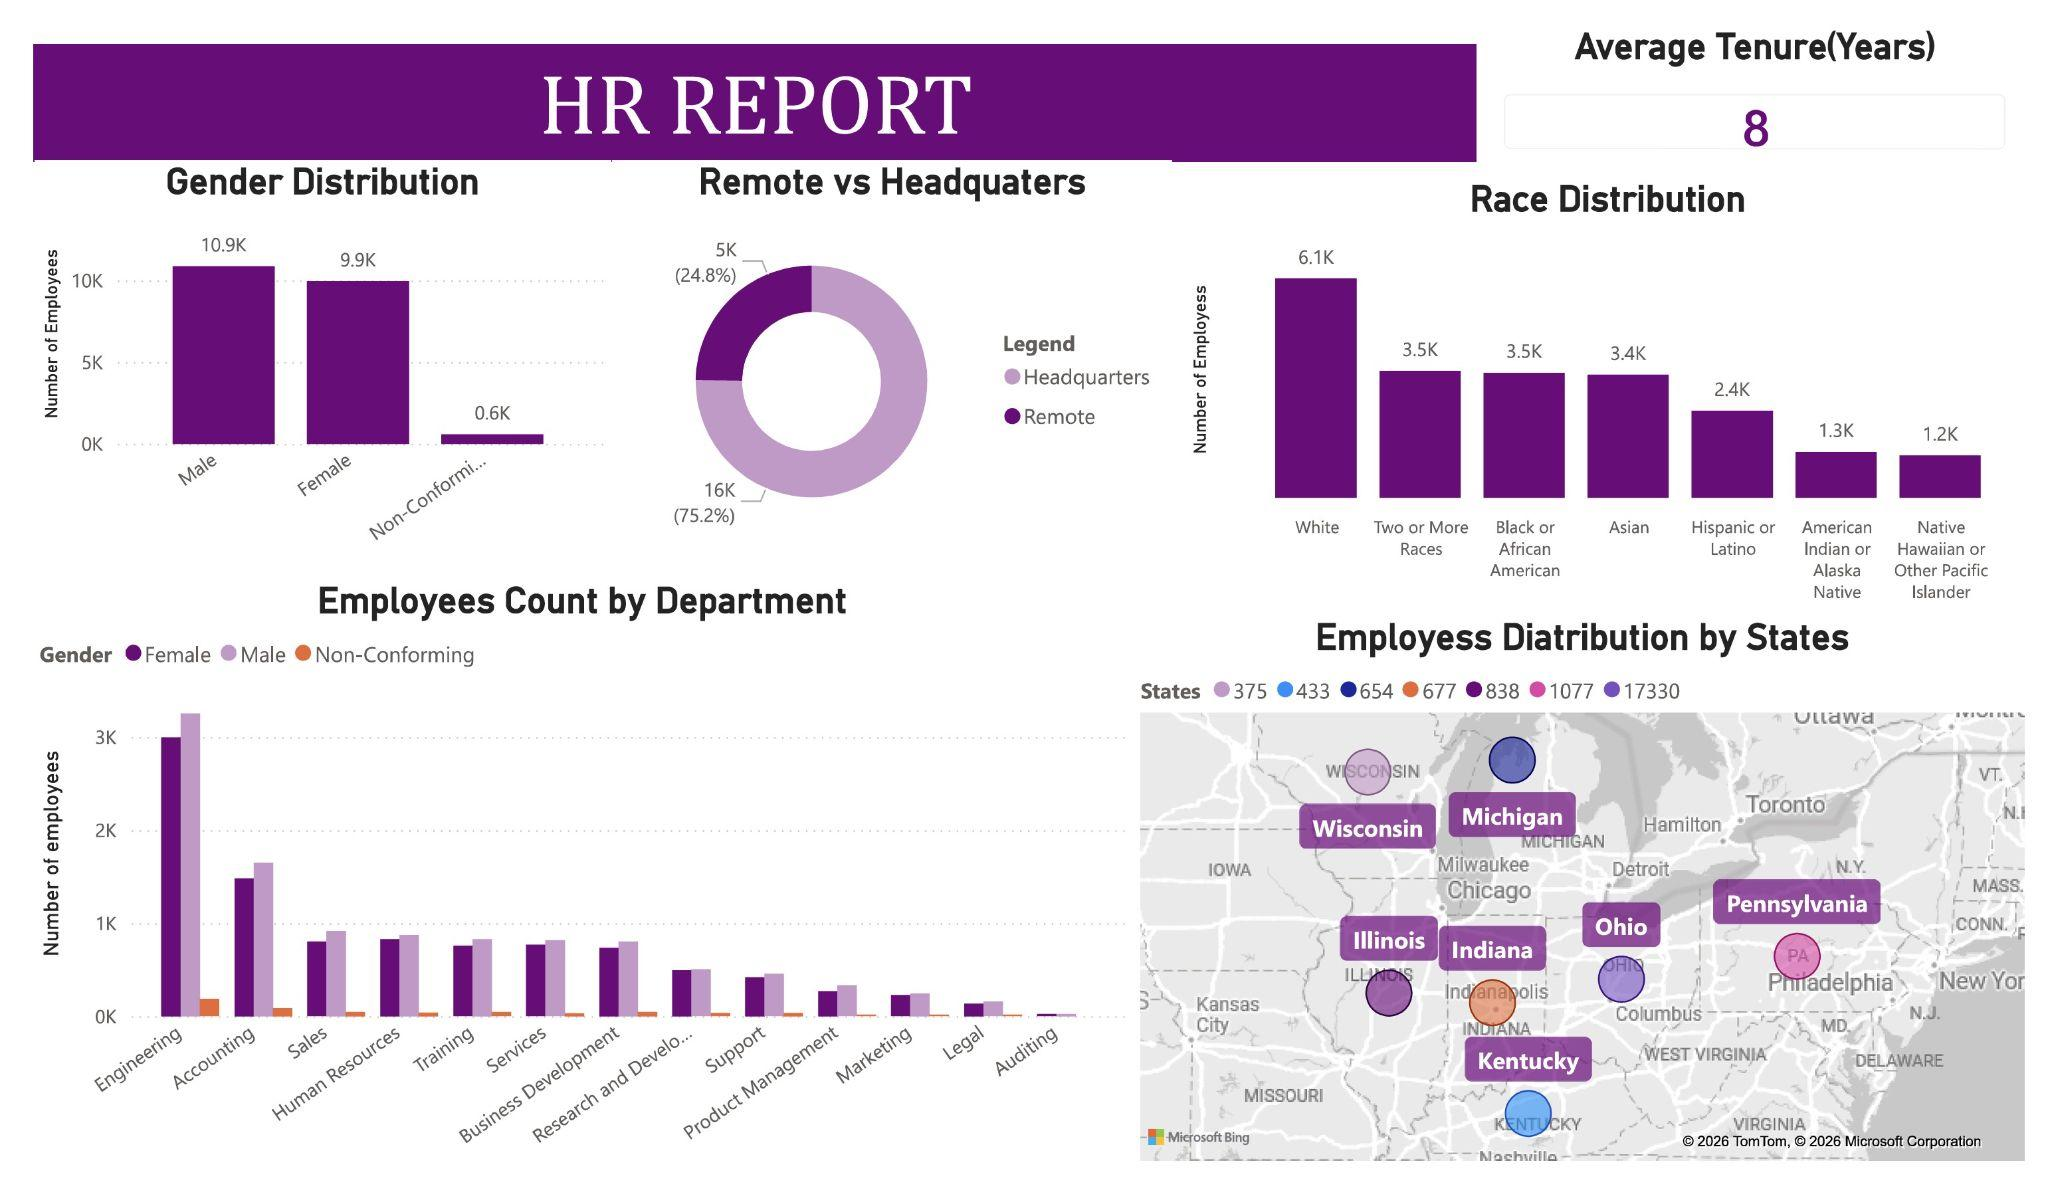 HR REPORT
Average Tenure(Years)
8
Gender Distribution
Number of Employees
10K
5K
0K
10.9K
9.9K
0.6K
Male
Female
Non-Conformi...
Remote vs Headquaters
5K
(24.8%)
16K
(75.2%)
Legend
Headquarters
Remote
Race Distribution
Number of Employess
6.1K
3.5K
3.5K
3.4K
2.4K
1.3K
1.2K
White
Two or More
Races
Black or
African
American
Asian
Hispanic or
Latino
American
Indian or
Alaska
Native
Native
Hawaiian or
Other Pacific
Islander
Employees Count by Department
Gender Female Male Non-Conforming
Number of employees
3K
2K
1K
0K
Engineering
Accounting
Sales
Human Resources
Training
Services
Business Development
Research and Develo...
Support
Product Management
Marketing
Legal
Auditing
Employess Diatribution by States
States 375 433 654 677 838 1077 17330
Ottawa
WISCONSIN
Wisconsin
Michigan
MICHIGAN
Toronto
Hamilton
VT.
IOWA
Milwaukee
Chicago
Detroit
N.Y.
MASS.
CONN.
Pennsylvania
Illinois
Indiana
Ohio
ILLINOIS
OHIO
PA
Philadelphia
New Yor
Kansas
City
Indianapolis
INDIANA
Columbus
N.J.
MD.
Kentucky
WEST VIRGINIA
DELAWARE
MISSOURI
KENTUCKY
VIRGINIA
Nashville
Microsoft Bing
© 2026 TomTom, © 2026 Microsoft Corporation